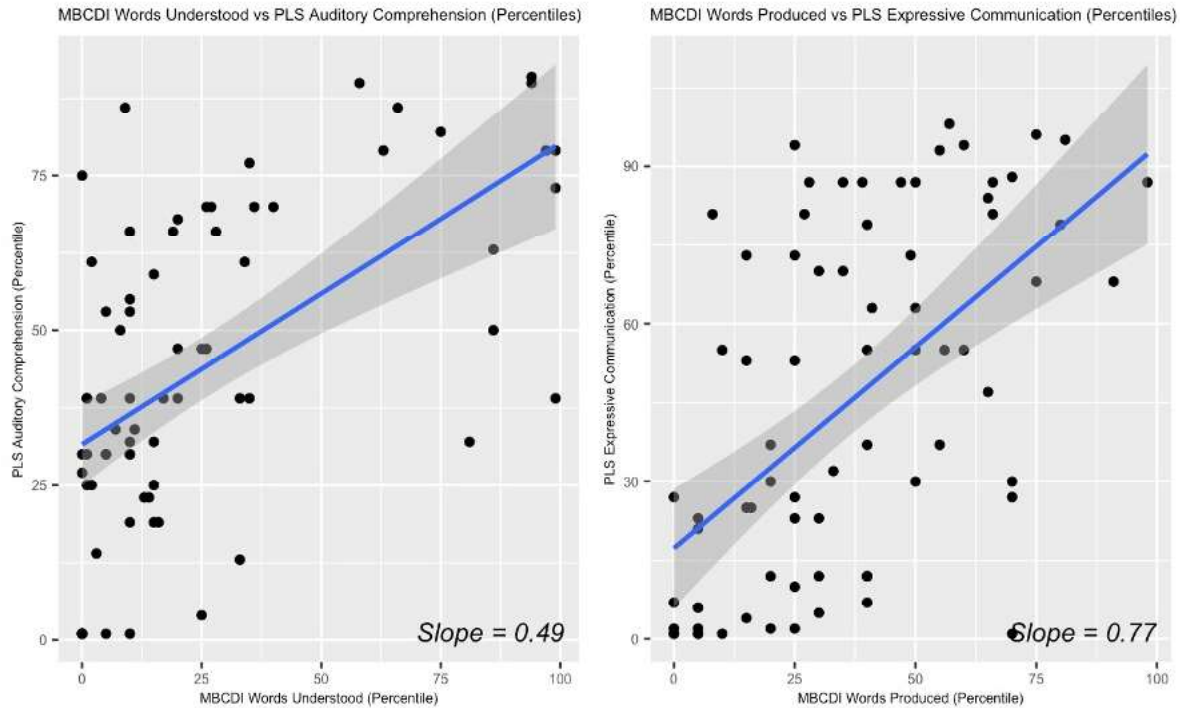 MBCDI Words Understood vs PLS Auditory Comprehension (Percentiles)
PLS Auditory Comprehension (Percentile)
75
50
25
0
Slope = 0.49
0
25
50
75
100
MBCDI Words Understood (Percentile)
MBCDI Words Produced vs PLS Expressive Communication (Percentiles)
PLS Expressive Communication (Percentile)
90
60
30
0
Slope = 0.77
0
25
50
75
100
MBCDI Words Produced (Percentile)